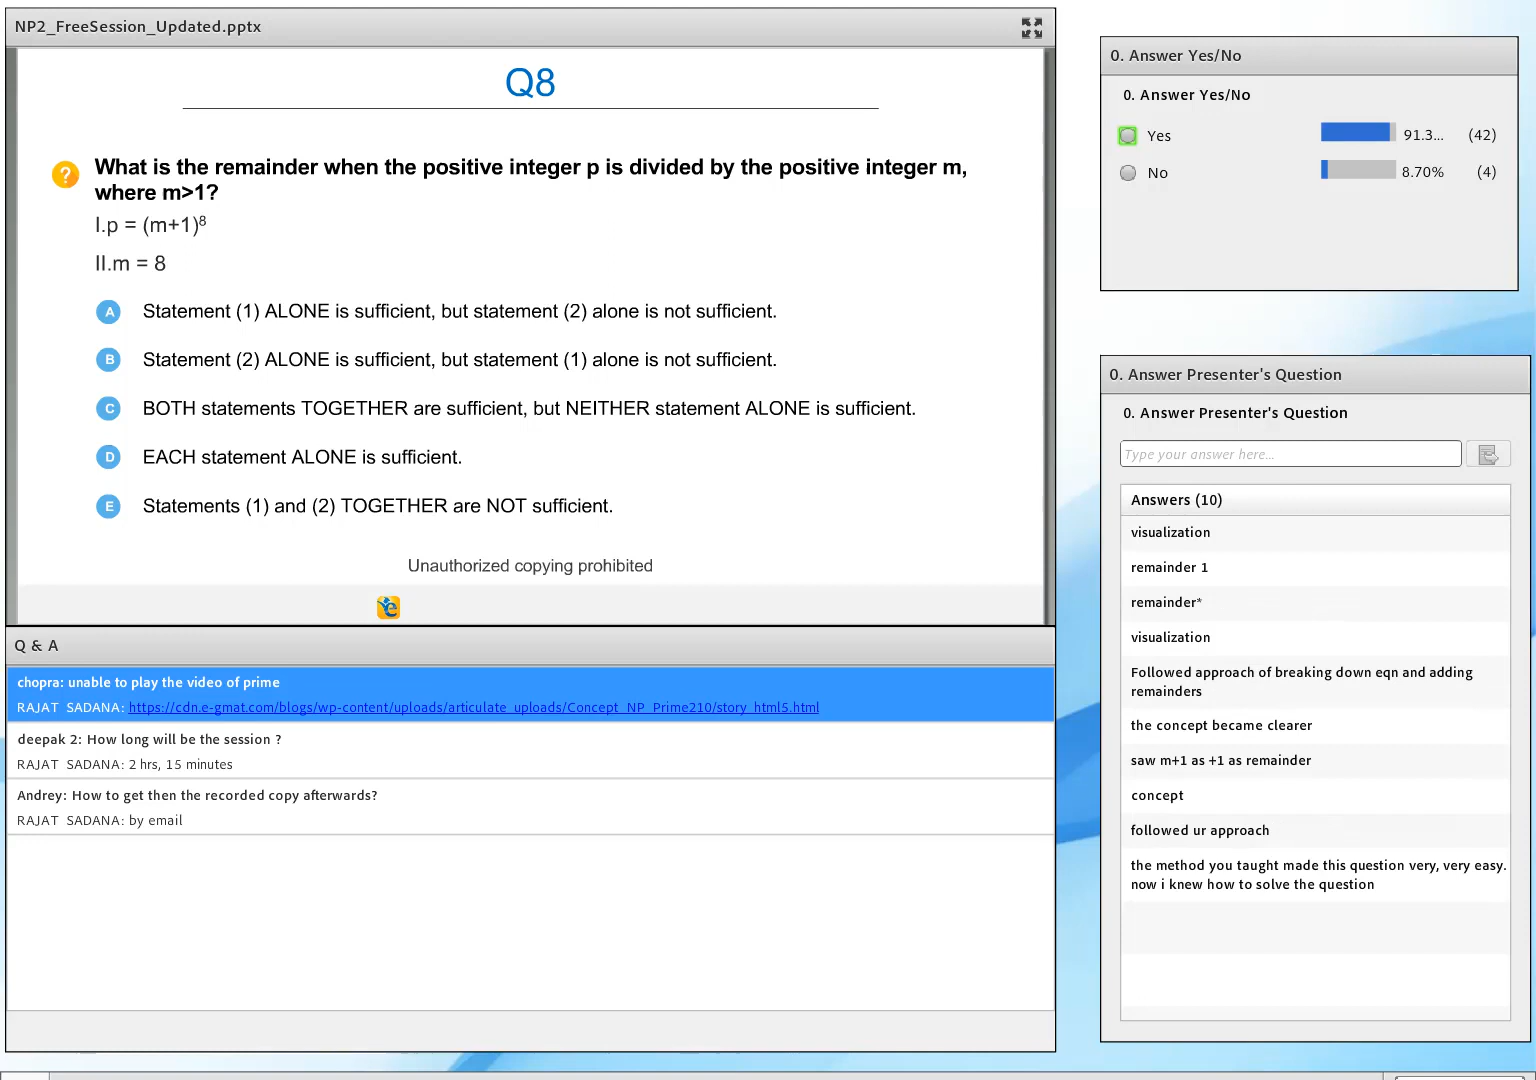 NP2_FreeSession_Updated.pptx
Q8
?
What is the remainder when the positive integer p is divided by the positive integer m,
where m>1?
I.p = (m+1)⁸
II.m = 8
A Statement (1) ALONE is sufficient, but statement (2) alone is not sufficient.
B Statement (2) ALONE is sufficient, but statement (1) alone is not sufficient.
C BOTH statements TOGETHER are sufficient, but NEITHER statement ALONE is sufficient.
D EACH statement ALONE is sufficient.
E Statements (1) and (2) TOGETHER are NOT sufficient.
Unauthorized copying prohibited
e
Q & A
chopra: unable to play the video of prime
RAJAT SADANA: https://cdn.e-gmat.com/blogs/wp-content/uploads/articulate_uploads/Concept_NP_Prime210/story_html5.html
deepak 2: How long will be the session ?
RAJAT SADANA: 2 hrs, 15 minutes
Andrey: How to get then the recorded copy afterwards?
RAJAT SADANA: by email
0. Answer Yes/No
0. Answer Yes/No
Yes 91.3... (42)
No 8.70% (4)
0. Answer Presenter's Question
0. Answer Presenter's Question
Type your answer here...
Answers (10)
visualization
remainder 1
remainder*
visualization
Followed approach of breaking down eqn and adding
remainders
the concept became clearer
saw m+1 as +1 as remainder
concept
followed ur approach
the method you taught made this question very, very easy.
now i knew how to solve the question